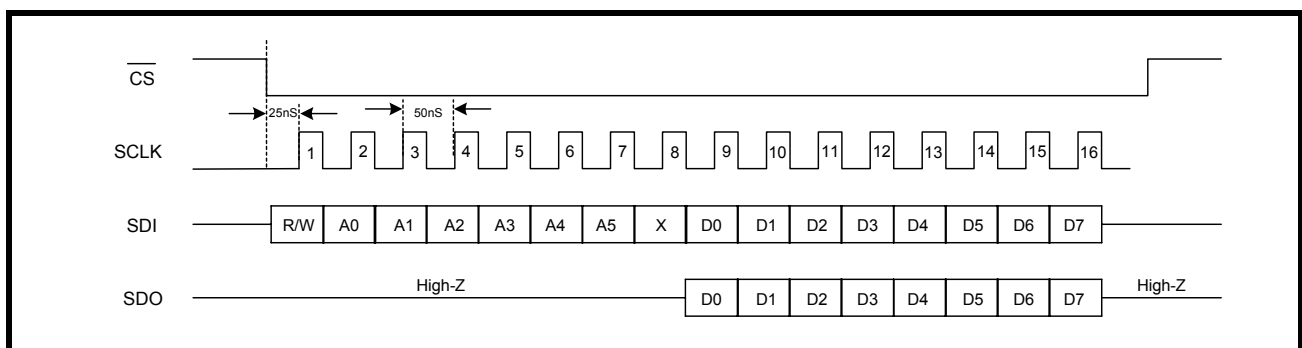 CS
25nS 50nS
SCLK 1 2 3 4 5 6 7 8 9 10 11 12 13 14 15 16
SDI R/W A0 A1 A2 A3 A4 A5 X D0 D1 D2 D3 D4 D5 D6 D7
High-Z High-Z
SDO D0 D1 D2 D3 D4 D5 D6 D7